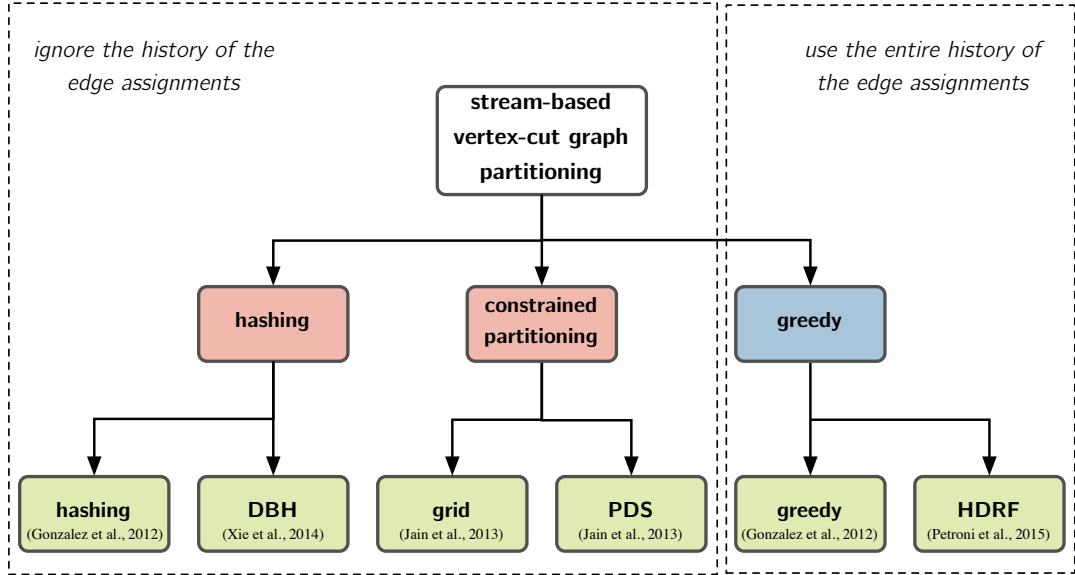 ignore the history of the
edge assignments
use the entire history of
the edge assignments
stream-based
vertex-cut graph
partitioning
hashing
constrained
partitioning
greedy
hashing
(Gonzalez et al., 2012)
DBH
(Xie et al., 2014)
grid
(Jain et al., 2013)
PDS
(Jain et al., 2013)
greedy
(Gonzalez et al., 2012)
HDRF
(Petroni et al., 2015)